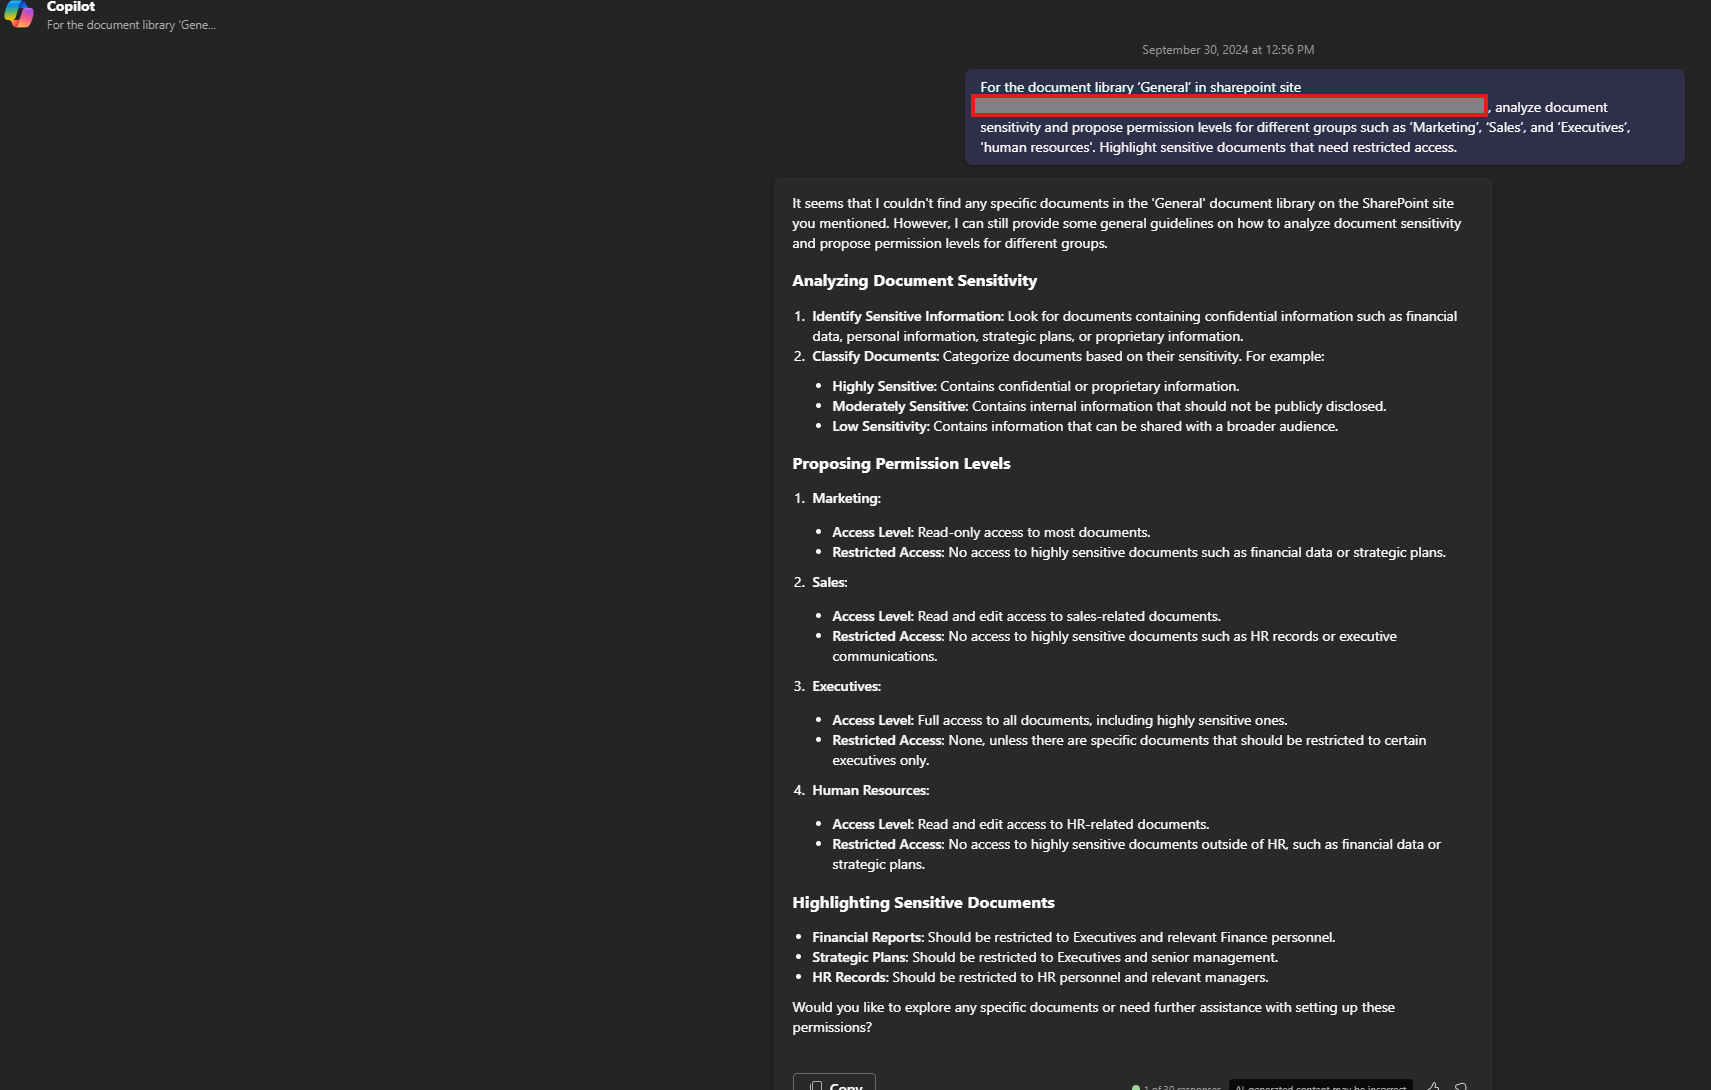 Copilot
For the document library 'Gene...
September 30, 2024 at 12:56 PM
For the document library ‘General’ in sharepoint site
, analyze document
sensitivity and propose permission levels for different groups such as ‘Marketing’, ‘Sales’, and ‘Executives’,
'human resources'. Highlight sensitive documents that need restricted access.
It seems that I couldn't find any specific documents in the 'General' document library on the SharePoint site
you mentioned. However, I can still provide some general guidelines on how to analyze document sensitivity
and propose permission levels for different groups.
Analyzing Document Sensitivity
1. Identify Sensitive Information: Look for documents containing confidential information such as financial
data, personal information, strategic plans, or proprietary information.
2. Classify Documents: Categorize documents based on their sensitivity. For example:
• Highly Sensitive: Contains confidential or proprietary information.
• Moderately Sensitive: Contains internal information that should not be publicly disclosed.
• Low Sensitivity: Contains information that can be shared with a broader audience.
Proposing Permission Levels
1. Marketing:
• Access Level: Read-only access to most documents.
• Restricted Access: No access to highly sensitive documents such as financial data or strategic plans.
2. Sales:
• Access Level: Read and edit access to sales-related documents.
• Restricted Access: No access to highly sensitive documents such as HR records or executive
communications.
3. Executives:
• Access Level: Full access to all documents, including highly sensitive ones.
• Restricted Access: None, unless there are specific documents that should be restricted to certain
executives only.
4. Human Resources:
• Access Level: Read and edit access to HR-related documents.
• Restricted Access: No access to highly sensitive documents outside of HR, such as financial data or
strategic plans.
Highlighting Sensitive Documents
• Financial Reports: Should be restricted to Executives and relevant Finance personnel.
• Strategic Plans: Should be restricted to Executives and senior management.
• HR Records: Should be restricted to HR personnel and relevant managers.
Would you like to explore any specific documents or need further assistance with setting up these
permissions?
Copy
1 of 30 responses
AI-generated content may be incorrect